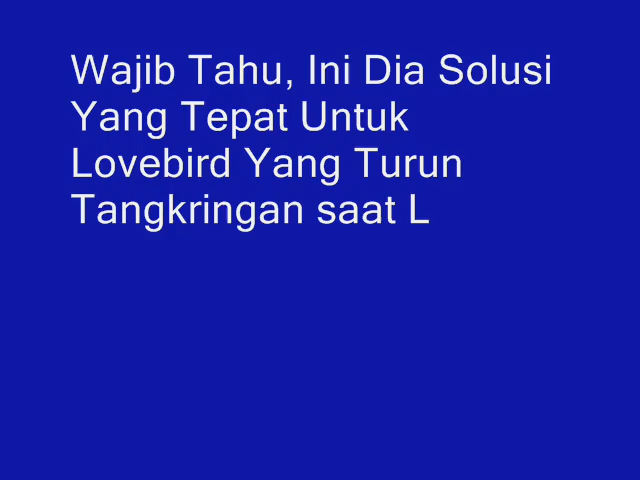 Wajib Tahu, Ini Dia Solusi
Yang Tepat Untuk
Lovebird Yang Turun
Tangkringan saat L